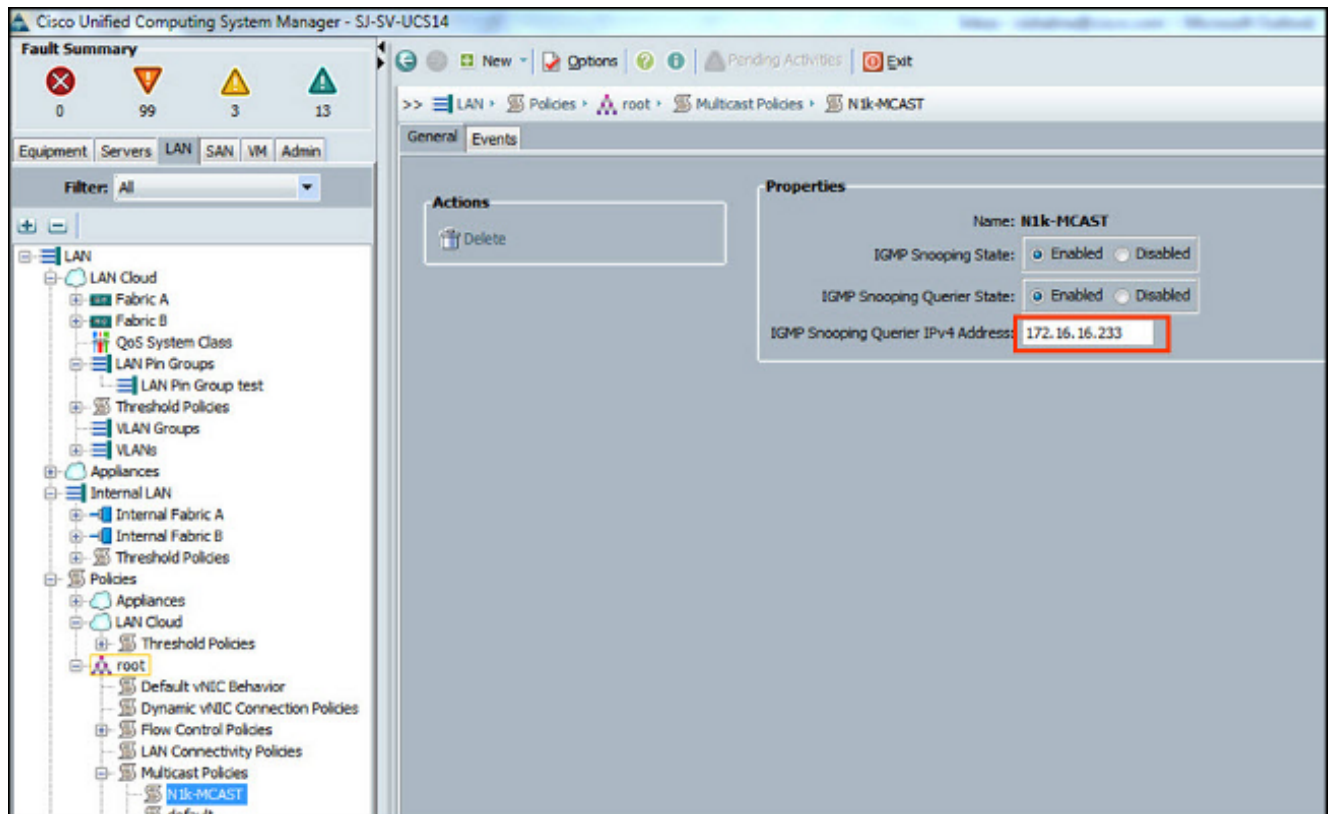 Cisco Unified Computing System Manager - SJ-SV-UCS14
Fault Summary
0 99 3 13
Equipment Servers LAN SAN VM Admin
Filter: All
LAN
LAN Cloud
Fabric A
Fabric B
QoS System Class
LAN Pin Groups
LAN Pin Group test
Threshold Policies
VLAN Groups
VLANs
Appliances
Internal LAN
Internal Fabric A
Internal Fabric B
Threshold Policies
Policies
Appliances
LAN Cloud
Threshold Policies
root
Default vNIC Behavior
Dynamic vNIC Connection Policies
Flow Control Policies
LAN Connectivity Policies
Multicast Policies
N1k-MCAST
default
New Options Pending Activities Exit
>> LAN Policies root Multicast Policies N1k-MCAST
General Events
Actions
Delete
Properties
Name: N1k-MCAST
IGMP Snooping State: Enabled Disabled
IGMP Snooping Querier State: Enabled Disabled
IGMP Snooping Querier IPv4 Address: 172.16.16.233